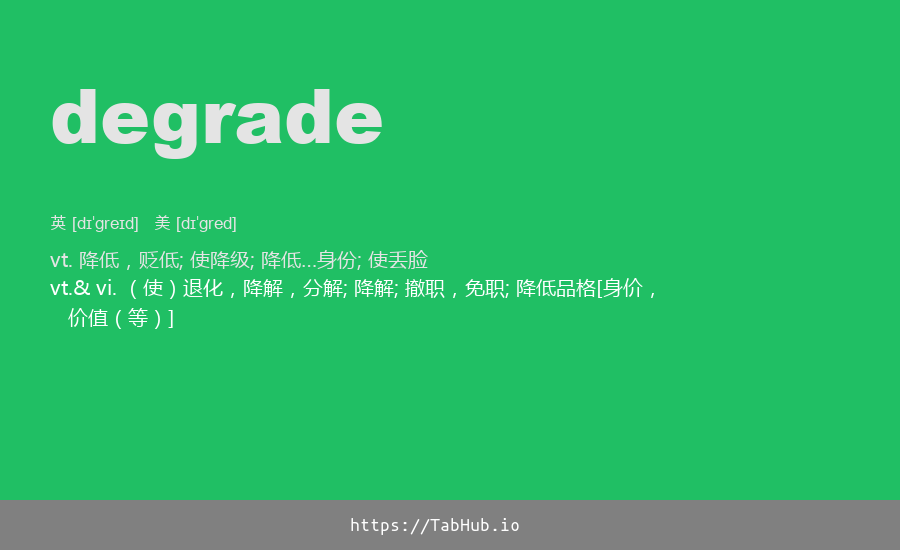 degrade
英 [dɪˈgreɪd] 美 [dɪˈgred]
vt. 降低，贬低; 使降级; 降低…身份; 使丢脸
vt.& vi. （使）退化，降解，分解; 降解; 撤职，免职; 降低品格[身价，
价值（等）]
https://TabHub.io